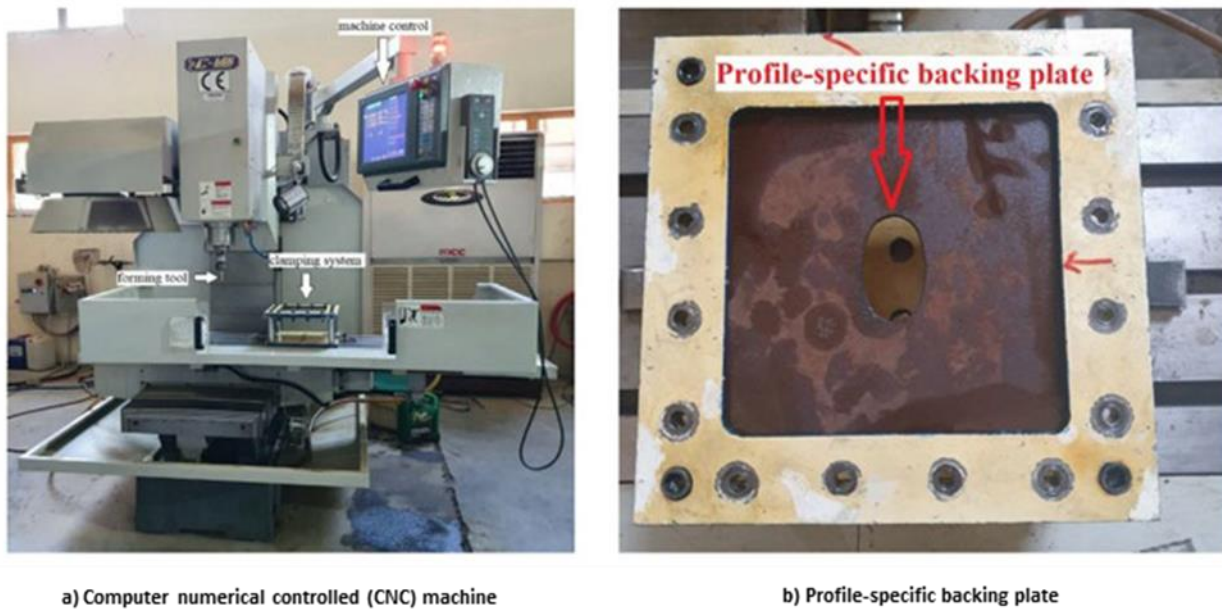 machine control
CE
forming tool
clamping system
Profile-specific backing plate
a) Computer numerical controlled (CNC) machine
b) Profile-specific backing plate